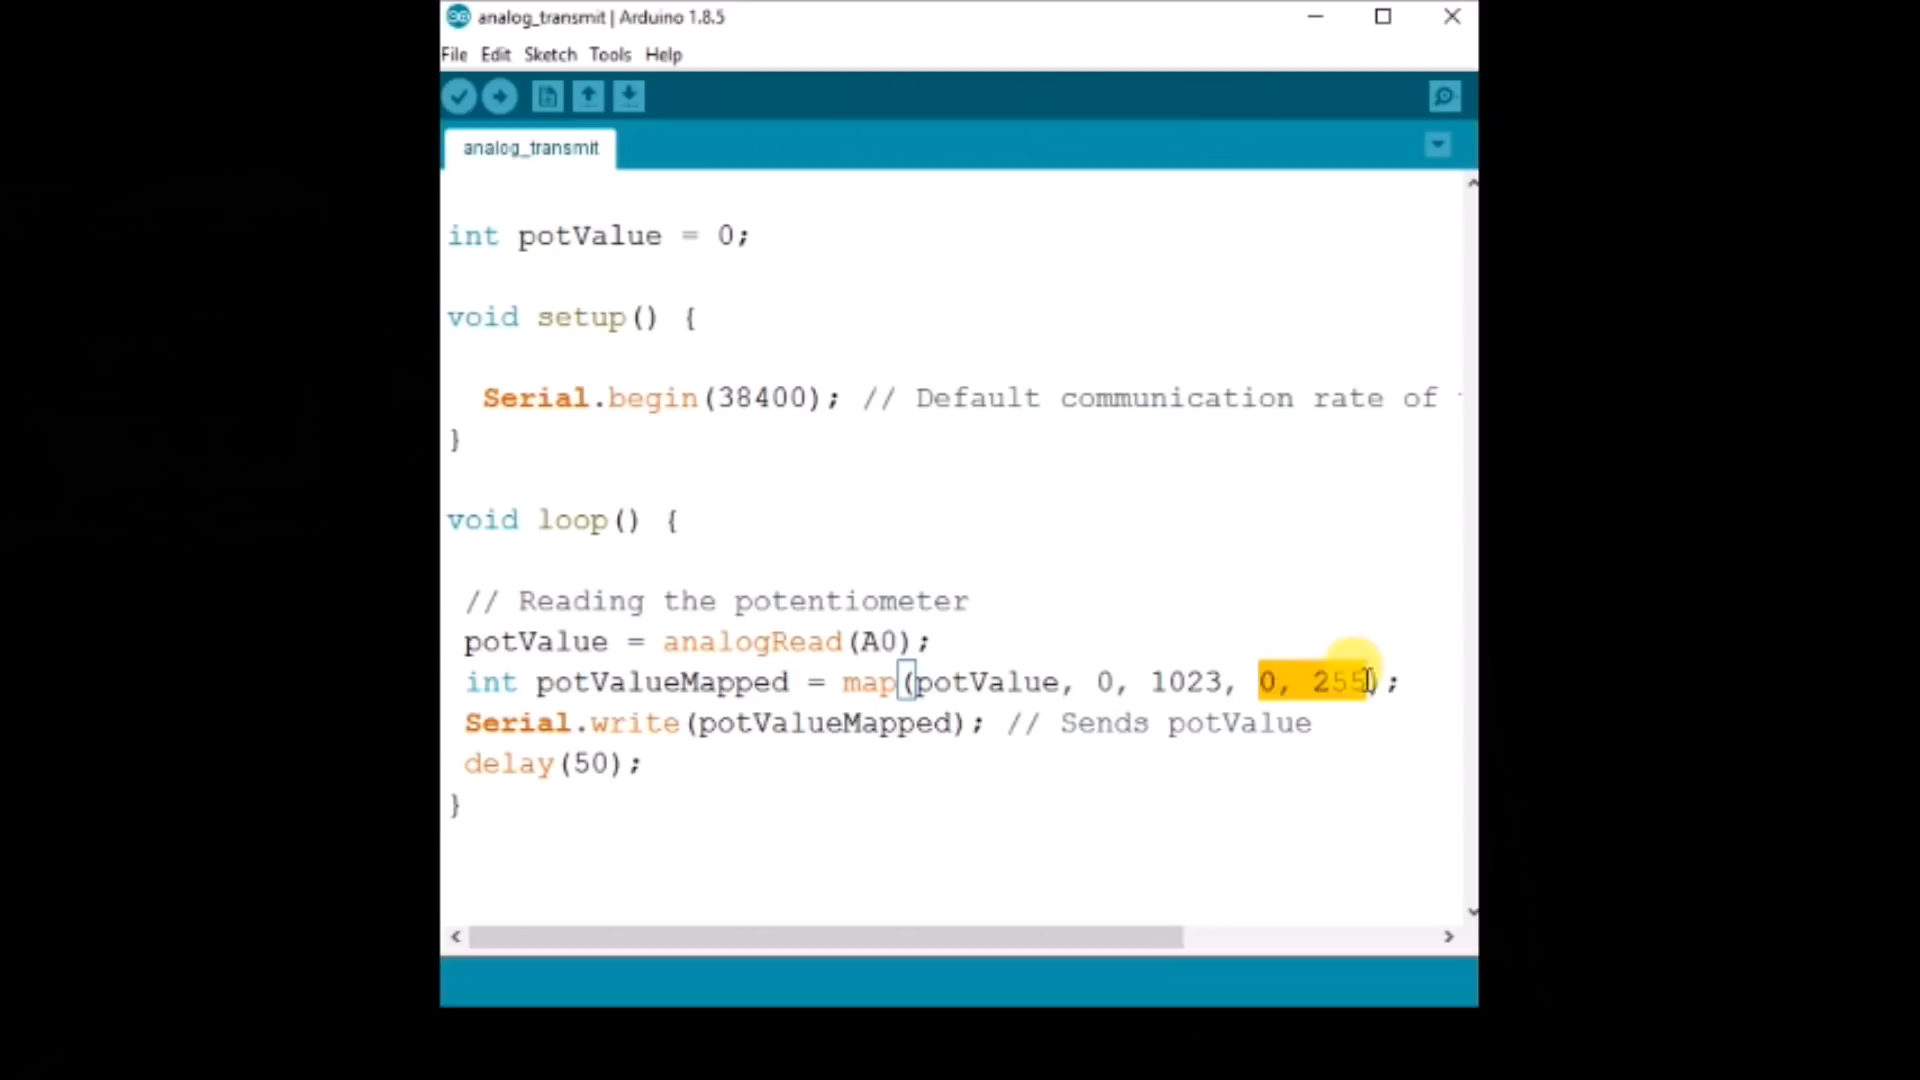 analog_transmit | Arduino 1.8.5
File Edit Sketch Tools Help
analog_transmit
int potValue = 0;
void setup() {
Serial.begin(38400); // Default communication rate of
}
void loop() {
// Reading the potentiometer
potValue = analogRead(A0);
int potValueMapped = map(potValue, 0, 1023, 0, 255);
Serial.write(potValueMapped); // Sends potValue
delay(50);
}